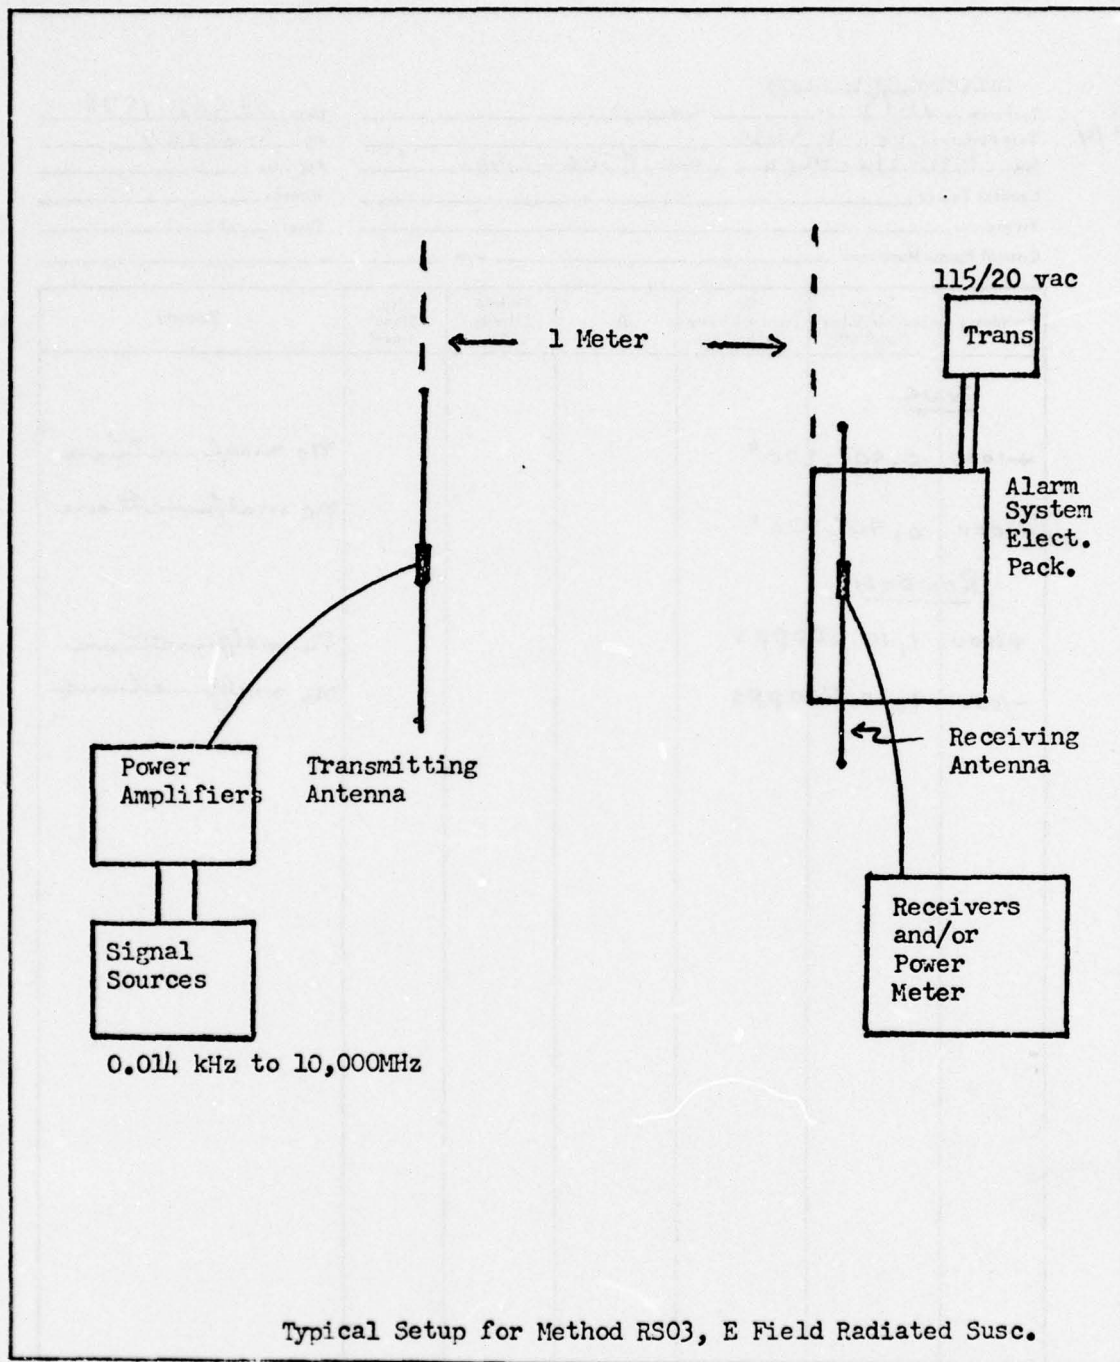 115/20 vac
1 Meter
Trans
Alarm
System
Elect.
Pack.
Power
Amplifiers
Transmitting
Antenna
Receiving
Antenna
Signal
Sources
Receivers
and/or
Power
Meter
0.014 kHz to 10,000MHz
Typical Setup for Method RS03, E Field Radiated Susc.